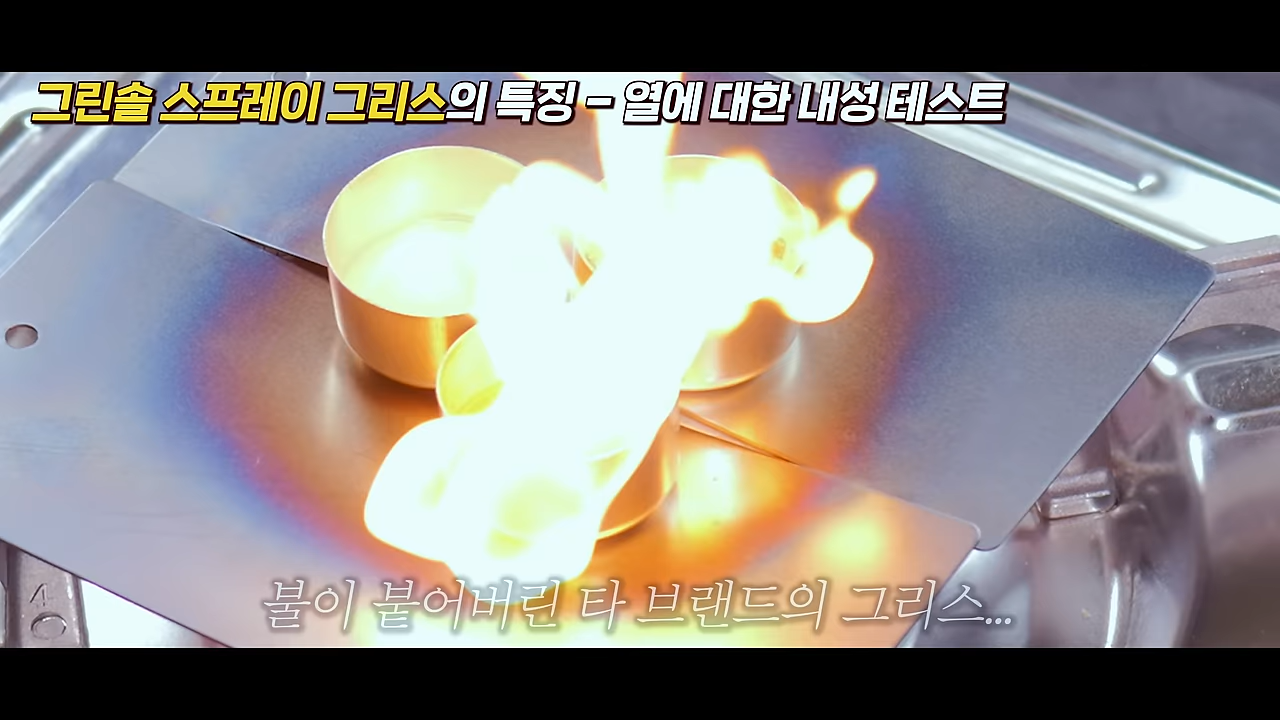 그린솔 스프레이 그리스의 특징 - 열에 대한 내성 테스트
4
불이 붙어버린 타 브랜드의 그리스...